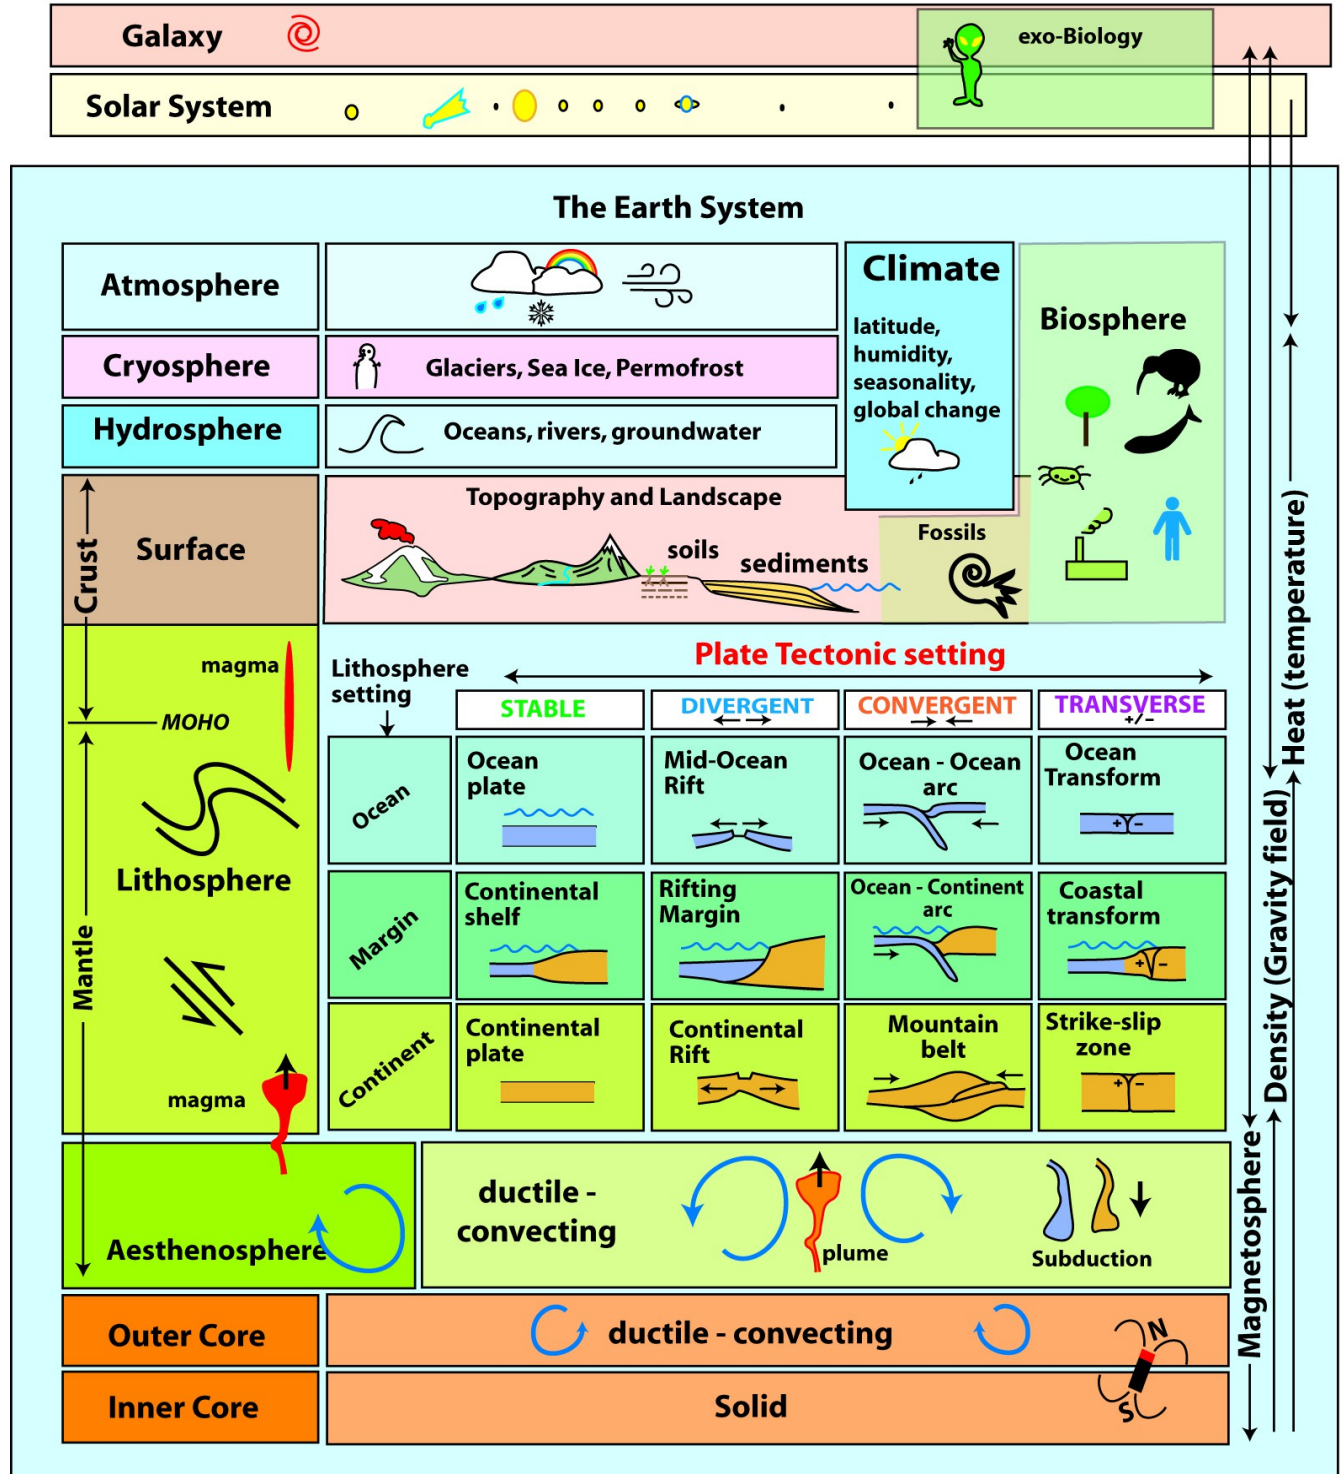 Galaxy
exo-Biology
Solar System
The Earth System
Atmosphere
Climate
latitude,
humidity,
seasonality,
global change
Biosphere
Cryosphere
Glaciers, Sea Ice, Permofrost
Hydrosphere
Oceans, rivers, groundwater
Crust
Surface
Topography and Landscape
soils
sediments
Fossils
magma
MOHO
Lithosphere
setting
Plate Tectonic setting
STABLE
DIVERGENT
CONVERGENT
TRANSVERSE
+/-
Ocean
Ocean
plate
Mid-Ocean
Rift
Ocean - Ocean
arc
Ocean
Transform
+ -
Mantle
Lithosphere
Margin
Continental
shelf
Rifting
Margin
Ocean - Continent
arc
Coastal
transform
+ -
magma
Continent
Continental
plate
Continental
Rift
Mountain
belt
Strike-slip
zone
+ -
Aesthenosphere
ductile -
convecting
plume
Subduction
Outer Core
ductile - convecting
Inner Core
Solid
N
S
Magnetosphere
Density (Gravity field)
Heat (temperature)